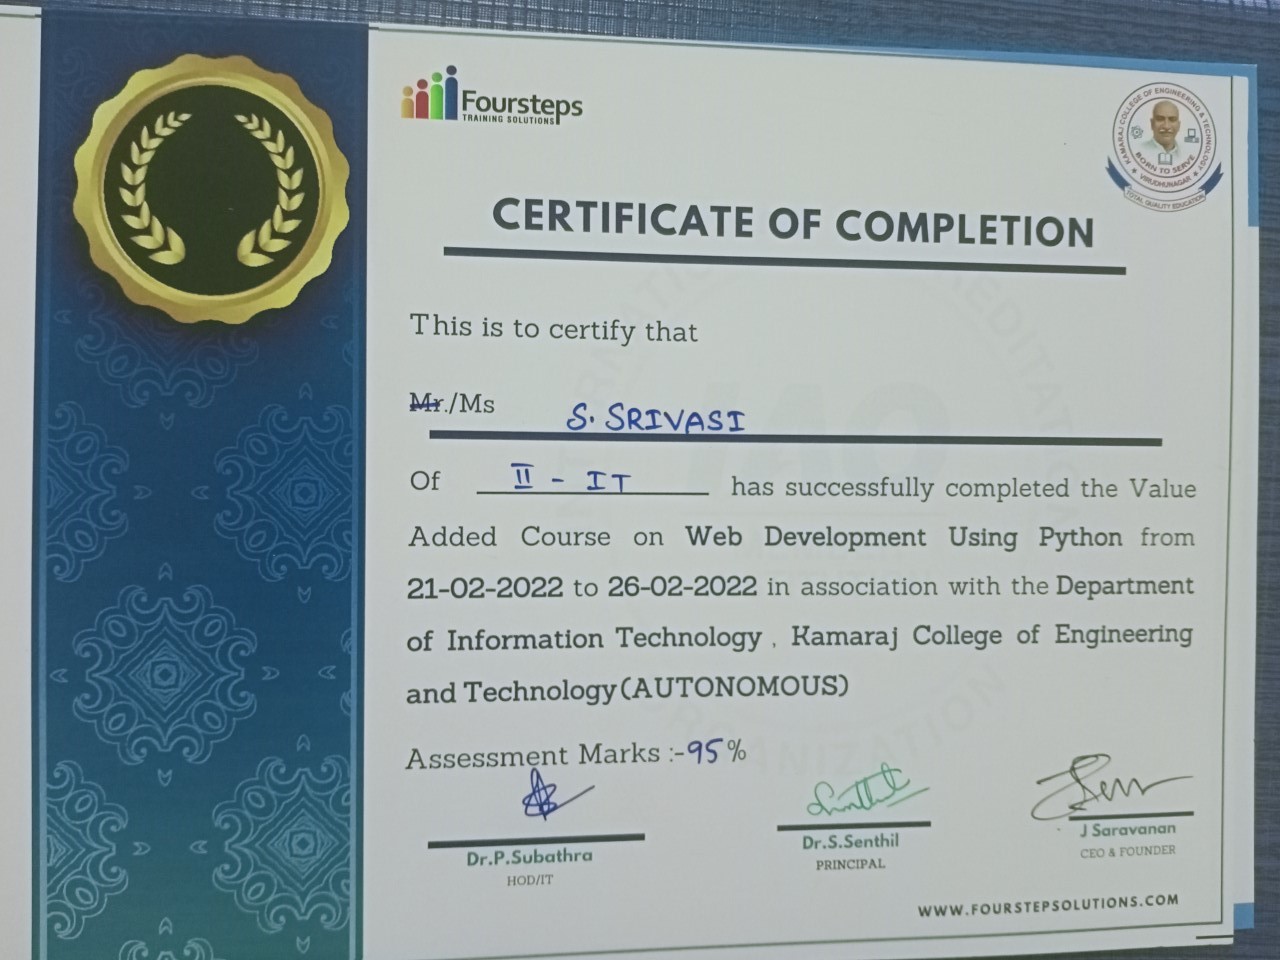 Foursteps
TRAINING SOLUTIONS
KAMARAJ COLLEGE OF ENGINEERING & TECHNOLOGY
BORN TO SERVE
VIRUDHUNAGAR
TOTAL QUALITY EDUCATION
CERTIFICATE OF COMPLETION
This is to certify that
Mr./Ms S. SRIVASI
Of II - IT has successfully completed the Value
Added Course on Web Development Using Python from
21-02-2022 to 26-02-2022 in association with the Department
of Information Technology , Kamaraj College of Engineering
and Technology(AUTONOMOUS)
Assessment Marks :-95%
Dr.P.Subathra
HOD/IT
Dr.S.Senthil
PRINCIPAL
J Saravanan
CEO & FOUNDER
WWW.FOURSTEPSOLUTIONS.COM